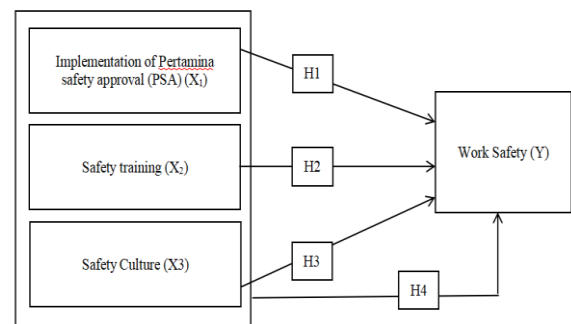 Implementation of Pertamina
safety approval (PSA) (X₁)
H1
Safety training (X₂)
H2
Work Safety (Y)
Safety Culture (X3)
H3
H4